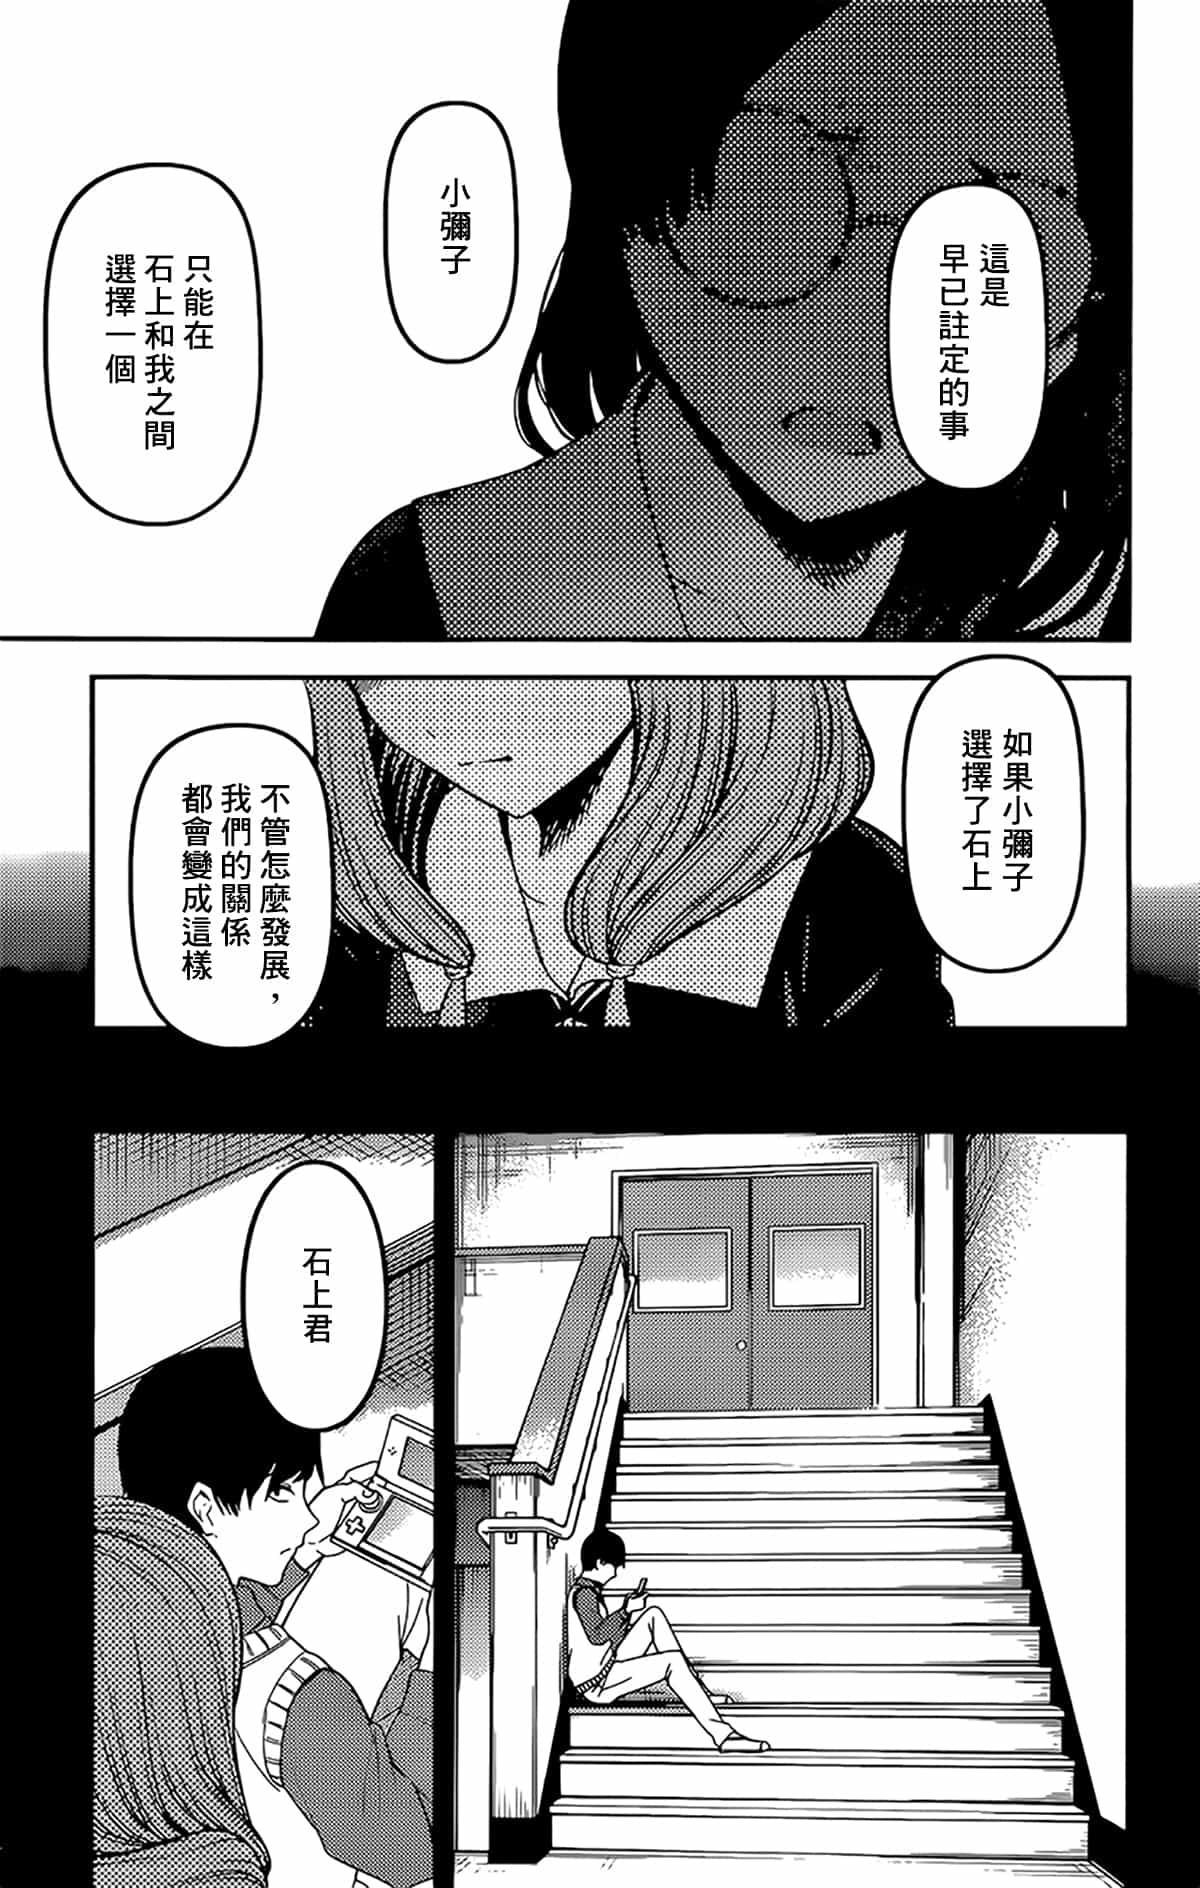 這是
早已註定的事
小彌子
只能在
石上和我之間
選擇一個
如果小彌子
選擇了石上
不管怎麼發展，
我們的關係
都會變成這樣
石上君